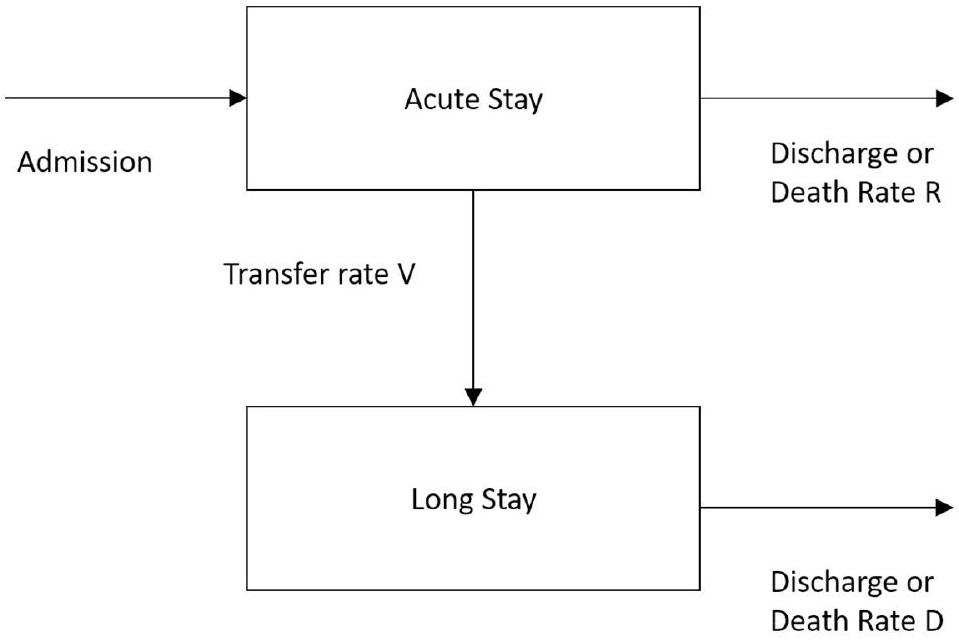 Acute Stay
Admission
Discharge or
Death Rate R
Transfer rate V
Long Stay
Discharge or
Death Rate D